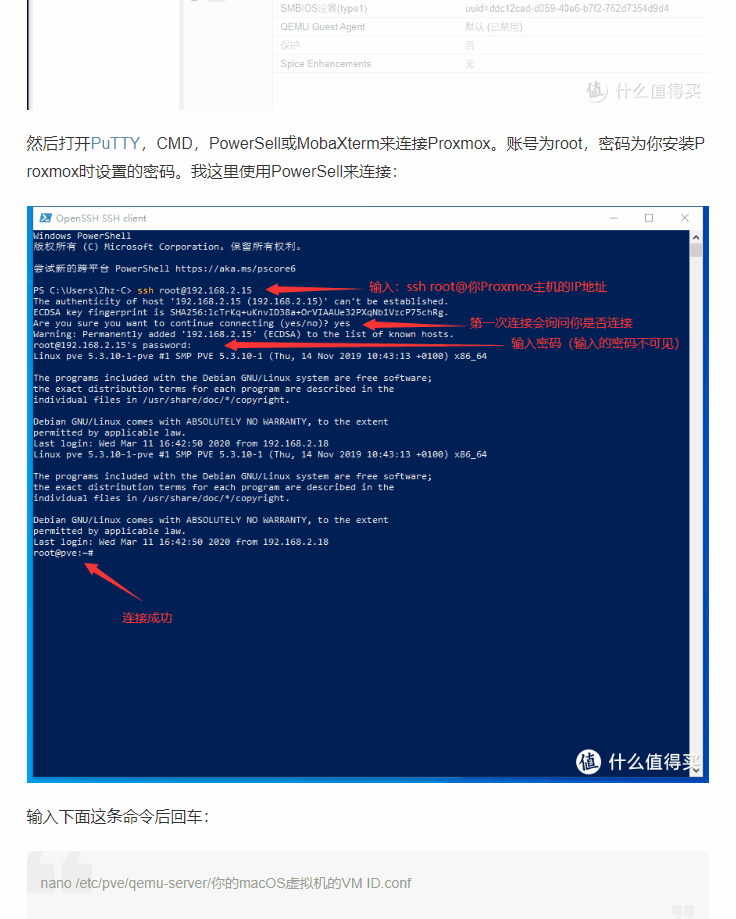 SMBIOS设置(type1) uuid=ddc12cad-d059-40e6-b7f2-762d7354d9d4
QEMU Guest Agent 默认 (已禁用)
保护 否
Spice Enhancements 无
值 什么值得买
然后打开PuTTY，CMD，PowerSell或MobaXterm来连接Proxmox。账号为root，密码为你安装P
roxmox时设置的密码。我这里使用PowerSell来连接：
OpenSSH SSH client
Windows PowerShell
版权所有 (C) Microsoft Corporation。保留所有权利。
尝试新的跨平台 PowerShell https://aka.ms/pscore6
PS C:\Users\Zhz-C> ssh root@192.168.2.15 输入：ssh root@你Proxmox主机的IP地址
The authenticity of host '192.168.2.15 (192.168.2.15)' can't be established.
ECDSA key fingerprint is SHA256:1cTrKq+uKnvID38a+OrVIAAUe32PXqNb1VzcP75chRg.
Are you sure you want to continue connecting (yes/no)? yes 第一次连接会询问你是否连接
Warning: Permanently added '192.168.2.15' (ECDSA) to the list of known hosts.
root@192.168.2.15's password: 输入密码（输入的密码不可见）
Linux pve 5.3.10-1-pve #1 SMP PVE 5.3.10-1 (Thu, 14 Nov 2019 10:43:13 +0100) x86_64
The programs included with the Debian GNU/Linux system are free software;
the exact distribution terms for each program are described in the
individual files in /usr/share/doc/*/copyright.
Debian GNU/Linux comes with ABSOLUTELY NO WARRANTY, to the extent
permitted by applicable law.
Last login: Wed Mar 11 16:42:50 2020 from 192.168.2.18
Linux pve 5.3.10-1-pve #1 SMP PVE 5.3.10-1 (Thu, 14 Nov 2019 10:43:13 +0100) x86_64
The programs included with the Debian GNU/Linux system are free software;
the exact distribution terms for each program are described in the
individual files in /usr/share/doc/*/copyright.
Debian GNU/Linux comes with ABSOLUTELY NO WARRANTY, to the extent
permitted by applicable law.
Last login: Wed Mar 11 16:42:50 2020 from 192.168.2.18
root@pve:~#
连接成功
值 什么值得买
输入下面这条命令后回车：
nano /etc/pve/qemu-server/你的macOS虚拟机的VM ID.conf